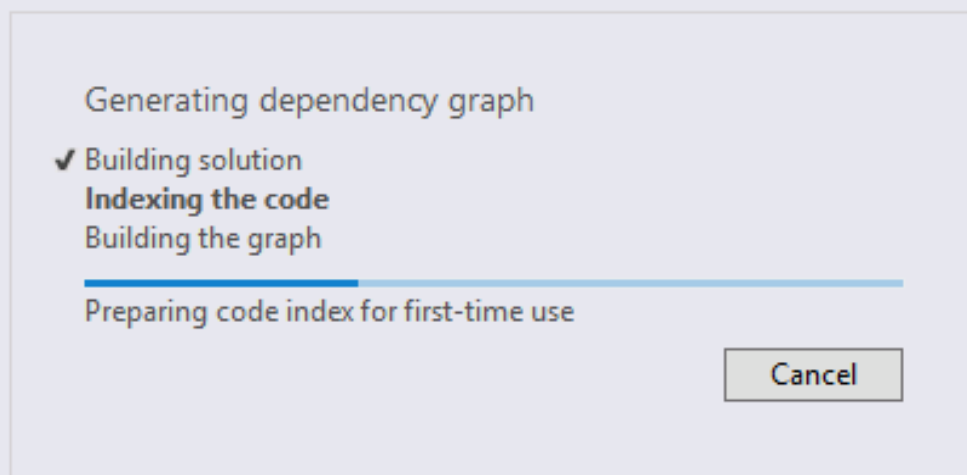 Generating dependency graph
✔ Building solution
Indexing the code
Building the graph
Preparing code index for first-time use
Cancel